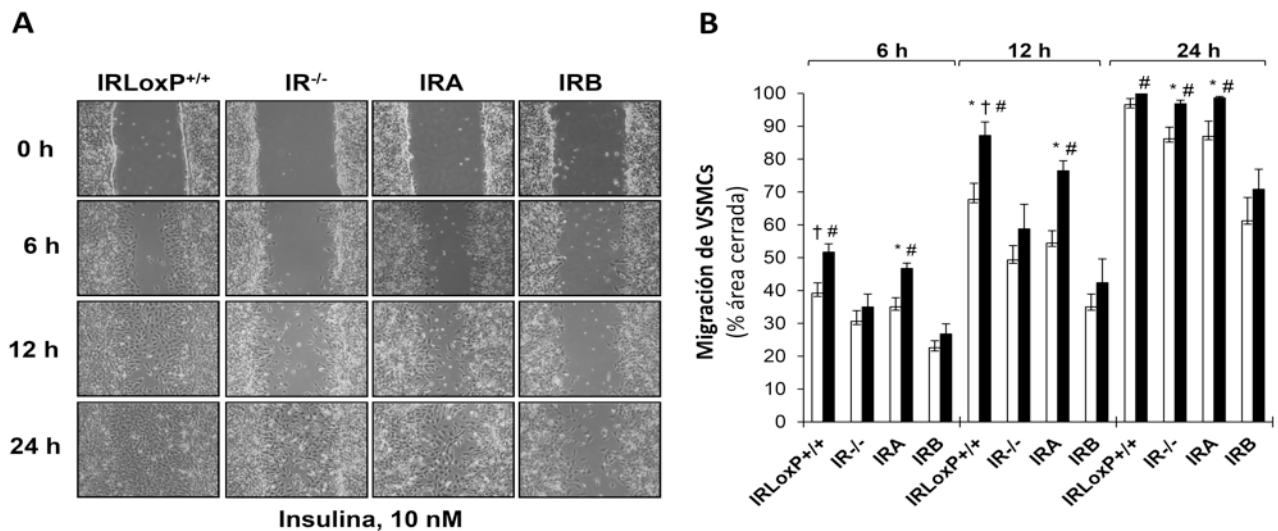 A
IRLoxP+/+ IR-/- IRA IRB
0 h
6 h
12 h
24 h
Insulina, 10 nM
B
6 h 12 h 24 h
Migración de VSMCs
(% área cerrada)
100
90
80
70
60
50
40
30
20
10
0
† #
* #
* † #
* #
#
* #
* #
IRLoxP+/+ IR-/- IRA IRB IRLoxP+/+ IR-/- IRA IRB IRLoxP+/+ IR-/- IRA IRB